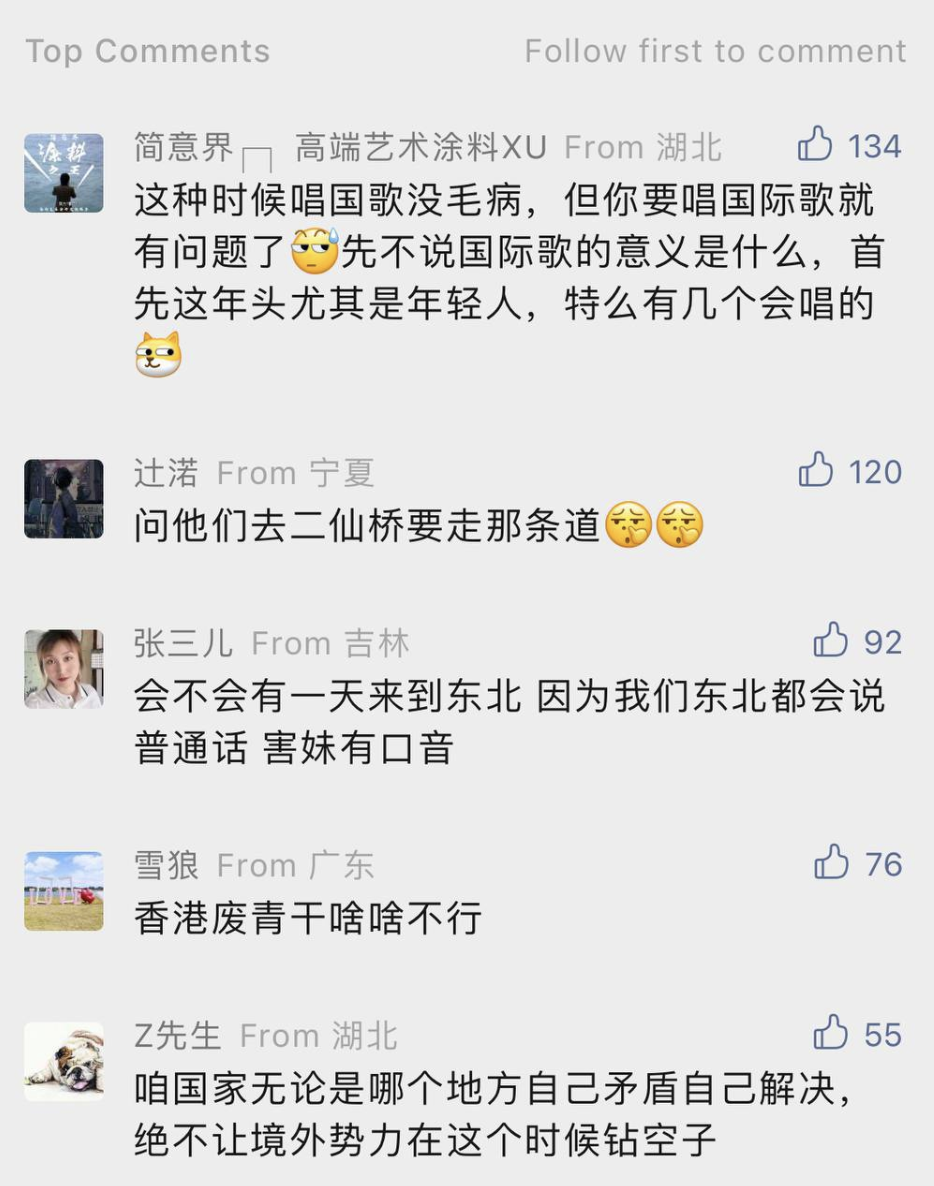 Top Comments Follow first to comment
简意界┌┐ 高端艺术涂料XU From 湖北 134
这种时候唱国歌没毛病，但你要唱国际歌就
有问题了🙄先不说国际歌的意义是什么，首
先这年头尤其是年轻人，特么有几个会唱的
辻渃 From 宁夏 120
问他们去二仙桥要走那条道
张三儿 From 吉林 92
会不会有一天来到东北 因为我们东北都会说
普通话 害妹有口音
雪狼 From 广东 76
香港废青干啥啥不行
Z先生 From 湖北 55
咱国家无论是哪个地方自己矛盾自己解决，
绝不让境外势力在这个时候钻空子